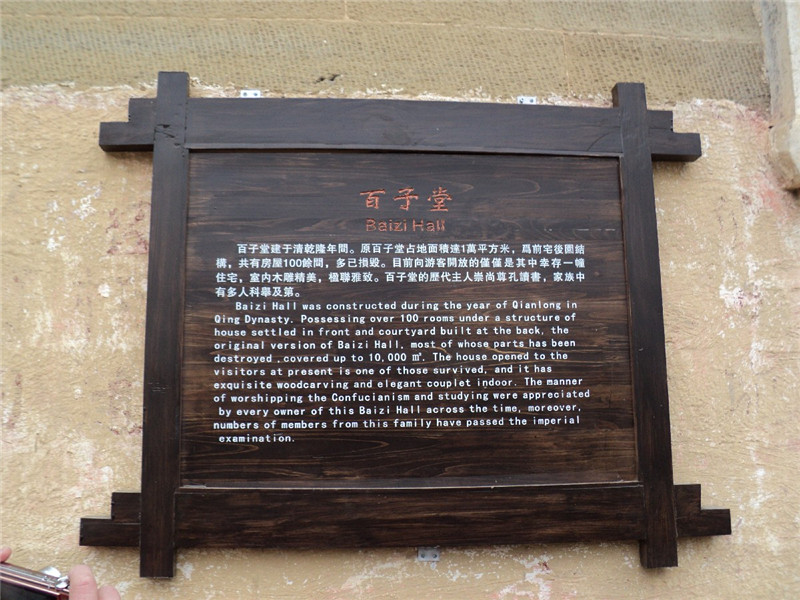 百子堂
Baizi Hall
百子堂建于清乾隆年間。原百子堂占地面積達1萬平方米，爲前宅後園結
構，共有房屋100餘間，多已損毀。目前向游客開放的僅僅是其中幸存一幢
住宅，室内木雕精美，楹聯雅致。百子堂的歷代主人崇尚尊孔讀書，家族中
有多人科舉及第。
Baizi Hall was constructed during the year of Qianlong in
Qing Dynasty. Possessing over 100 rooms under a structure of
house settled in front and courtyard built at the back, the
original version of Baizi Hall, most of whose parts has been
destroyed ,covered up to 10,000 ㎡. The house opened to the
visitors at present is one of those survived, and it has
exquisite woodcarving and elegant couplet indoor. The manner
of worshipping the Confucianism and studying were appreciated
by every owner of this Baizi Hall across the time, moreover,
numbers of members from this family have passed the imperial
examination.